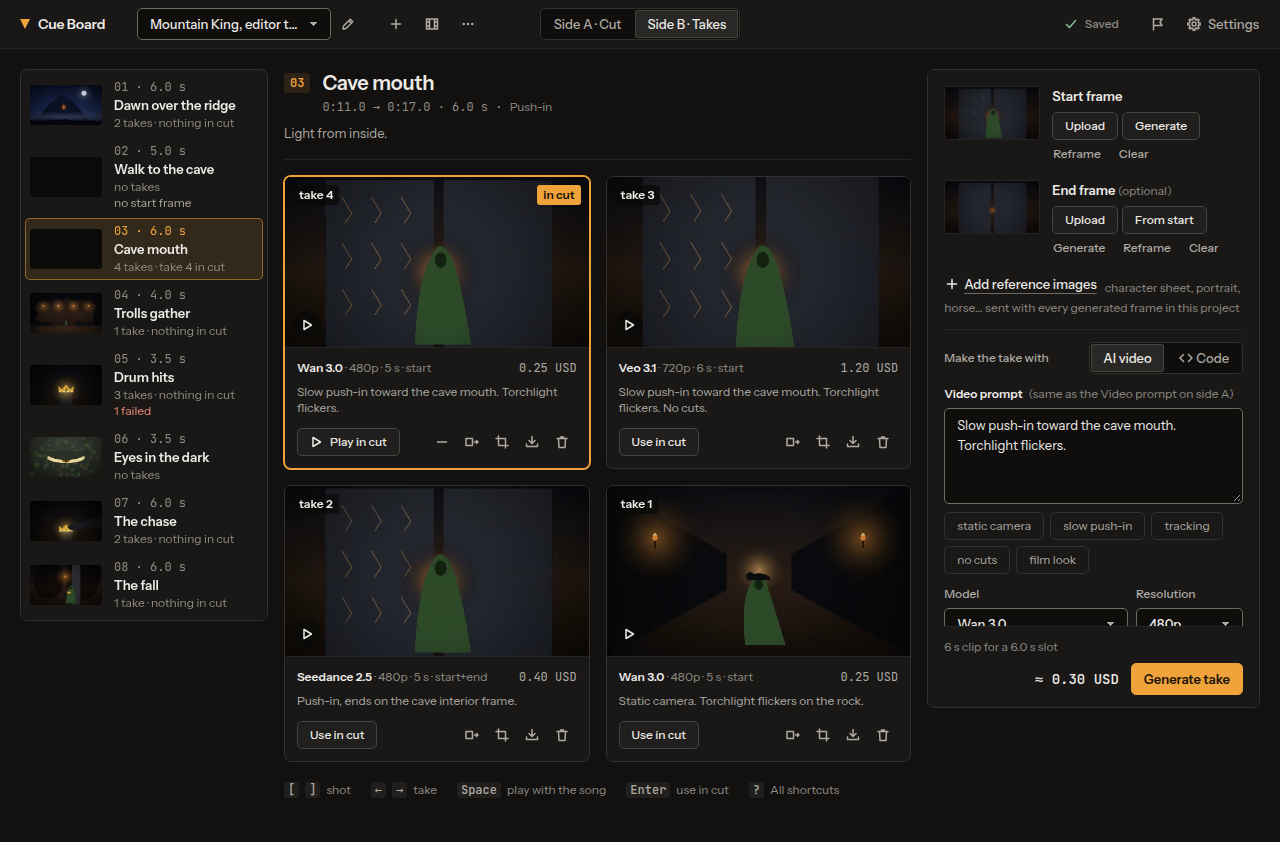 Cue Board
Mountain King, editor t...
Side A · Cut
Side B · Takes
Saved
Settings
01 · 6.0 s
Dawn over the ridge
2 takes · nothing in cut
02 · 5.0 s
Walk to the cave
no takes
no start frame
03 · 6.0 s
Cave mouth
4 takes · take 4 in cut
04 · 4.0 s
Trolls gather
1 take · nothing in cut
05 · 3.5 s
Drum hits
3 takes · nothing in cut
1 failed
06 · 3.5 s
Eyes in the dark
no takes
07 · 6.0 s
The chase
2 takes · nothing in cut
08 · 6.0 s
The fall
1 take · nothing in cut
03
Cave mouth
0:11.0 → 0:17.0 · 6.0 s · Push-in
Light from inside.
take 4
in cut
Wan 3.0 · 480p · 5 s · start
0.25 USD
Slow push-in toward the cave mouth. Torchlight
flickers.
Play in cut
take 3
Veo 3.1 · 720p · 6 s · start
1.20 USD
Slow push-in toward the cave mouth. Torchlight
flickers. No cuts.
Use in cut
take 2
Seedance 2.5 · 480p · 5 s · start+end
0.40 USD
Push-in, ends on the cave interior frame.
Use in cut
take 1
Wan 3.0 · 480p · 5 s · start
0.25 USD
Static camera. Torchlight flickers on the rock.
Use in cut
[ ] shot
← → take
Space play with the song
Enter use in cut
? All shortcuts
Start frame
Upload
Generate
Reframe
Clear
End frame (optional)
Upload
From start
Generate
Reframe
Clear
Add reference images character sheet, portrait,
horse... sent with every generated frame in this project
Make the take with
AI video
<> Code
Video prompt (same as the Video prompt on side A)
Slow push-in toward the cave mouth.
Torchlight flickers.
static camera
slow push-in
tracking
no cuts
film look
Model
Resolution
Wan 3.0
480p
6 s clip for a 6.0 s slot
≈ 0.30 USD
Generate take